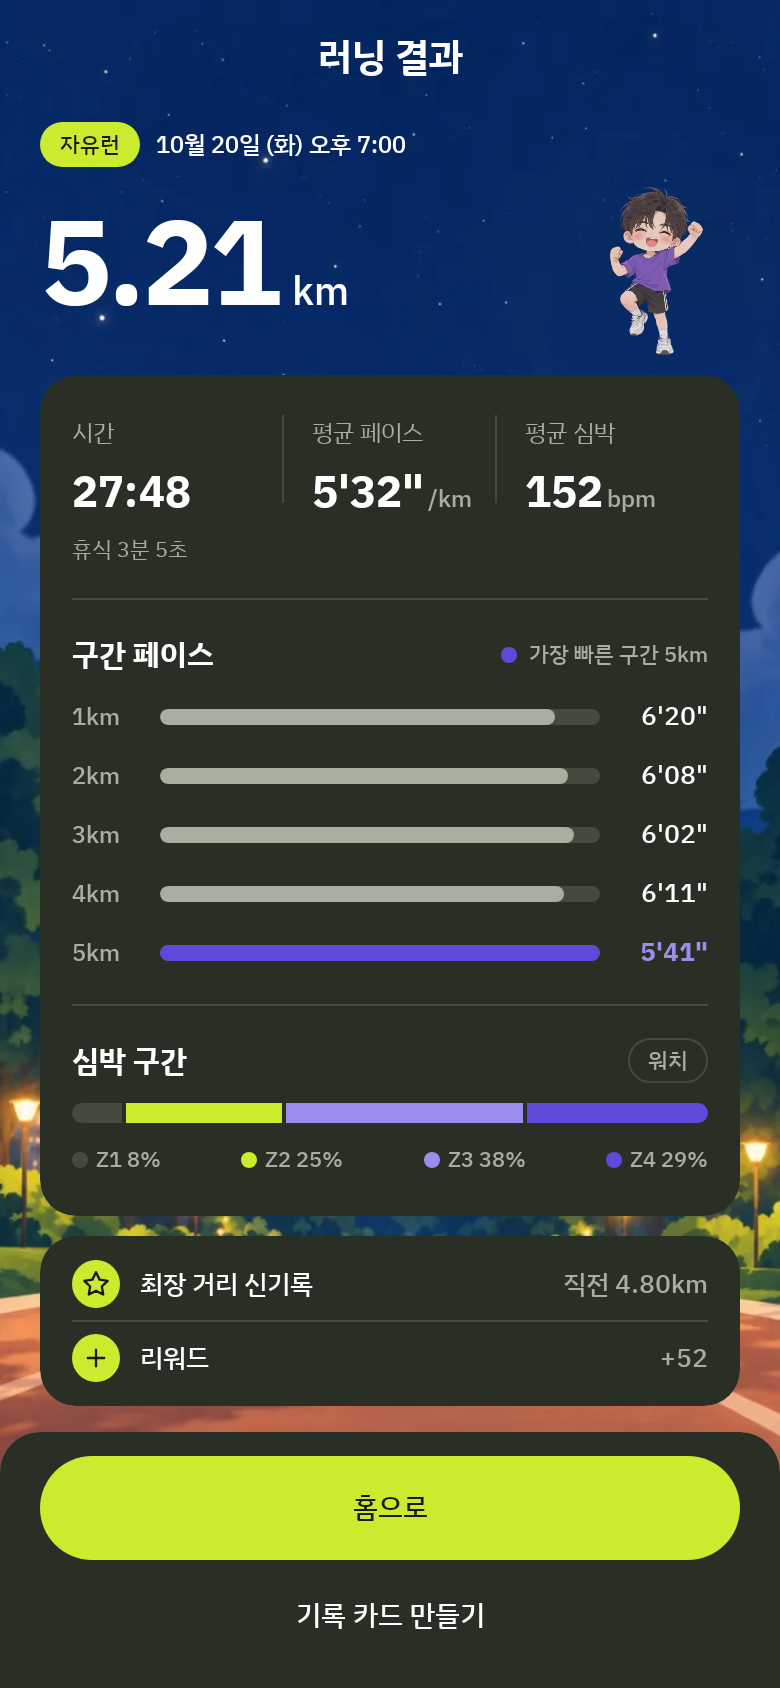 러닝 결과
자유런 10월 20일 (화) 오후 7:00
5.21 km
시간 평균 페이스 평균 심박
27:48 5'32" /km 152 bpm
휴식 3분 5초
구간 페이스 가장 빠른 구간 5km
1km 6'20"
2km 6'08"
3km 6'02"
4km 6'11"
5km 5'41"
심박 구간 워치
Z1 8% Z2 25% Z3 38% Z4 29%
최장 거리 신기록 직전 4.80km
리워드 +52
홈으로
기록 카드 만들기